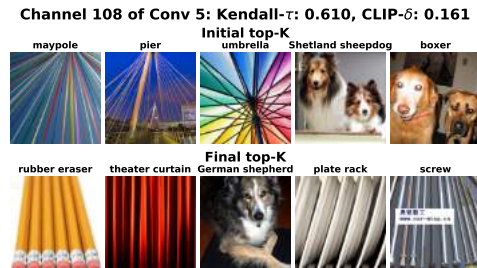 Channel 108 of Conv 5: Kendall-τ: 0.610, CLIP-δ: 0.161
Initial top-K
maypole pier umbrella Shetland sheepdog boxer
Final top-K
rubber eraser theater curtain German shepherd plate rack screw